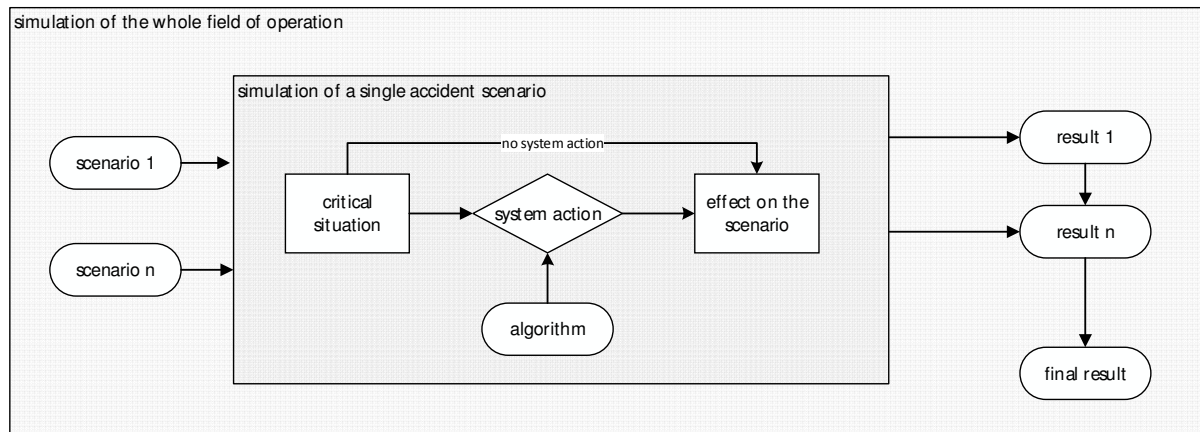 simulation of the whole field of operation
simulation of a single accident scenario
no system action
scenario 1
critical
situation
system action
effect on the
scenario
result 1
result n
scenario n
algorithm
final result